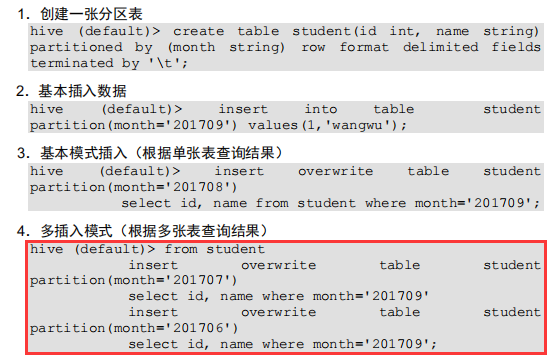 1．创建一张分区表
hive (default)> create table student(id int, name string)
partitioned by (month string) row format delimited fields
terminated by '\t';
2．基本插入数据
hive (default)> insert into table student
partition(month='201709') values(1,'wangwu');
3．基本模式插入（根据单张表查询结果）
hive (default)> insert overwrite table student
partition(month='201708')
select id, name from student where month='201709';
4．多插入模式（根据多张表查询结果）
hive (default)> from student
insert overwrite table student
partition(month='201707')
select id, name where month='201709'
insert overwrite table student
partition(month='201706')
select id, name where month='201709';